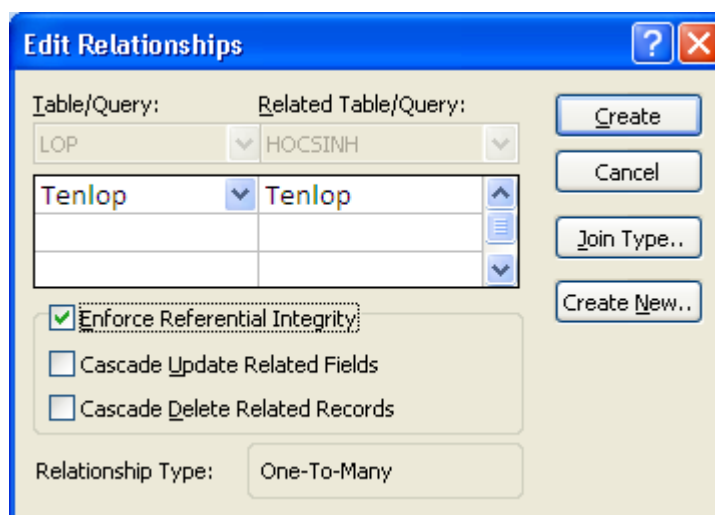 Edit Relationships
Table/Query: Related Table/Query:
LOP HOCSINH
Tenlop Tenlop
Enforce Referential Integrity
Cascade Update Related Fields
Cascade Delete Related Records
Relationship Type: One-To-Many
Create
Cancel
Join Type..
Create New..